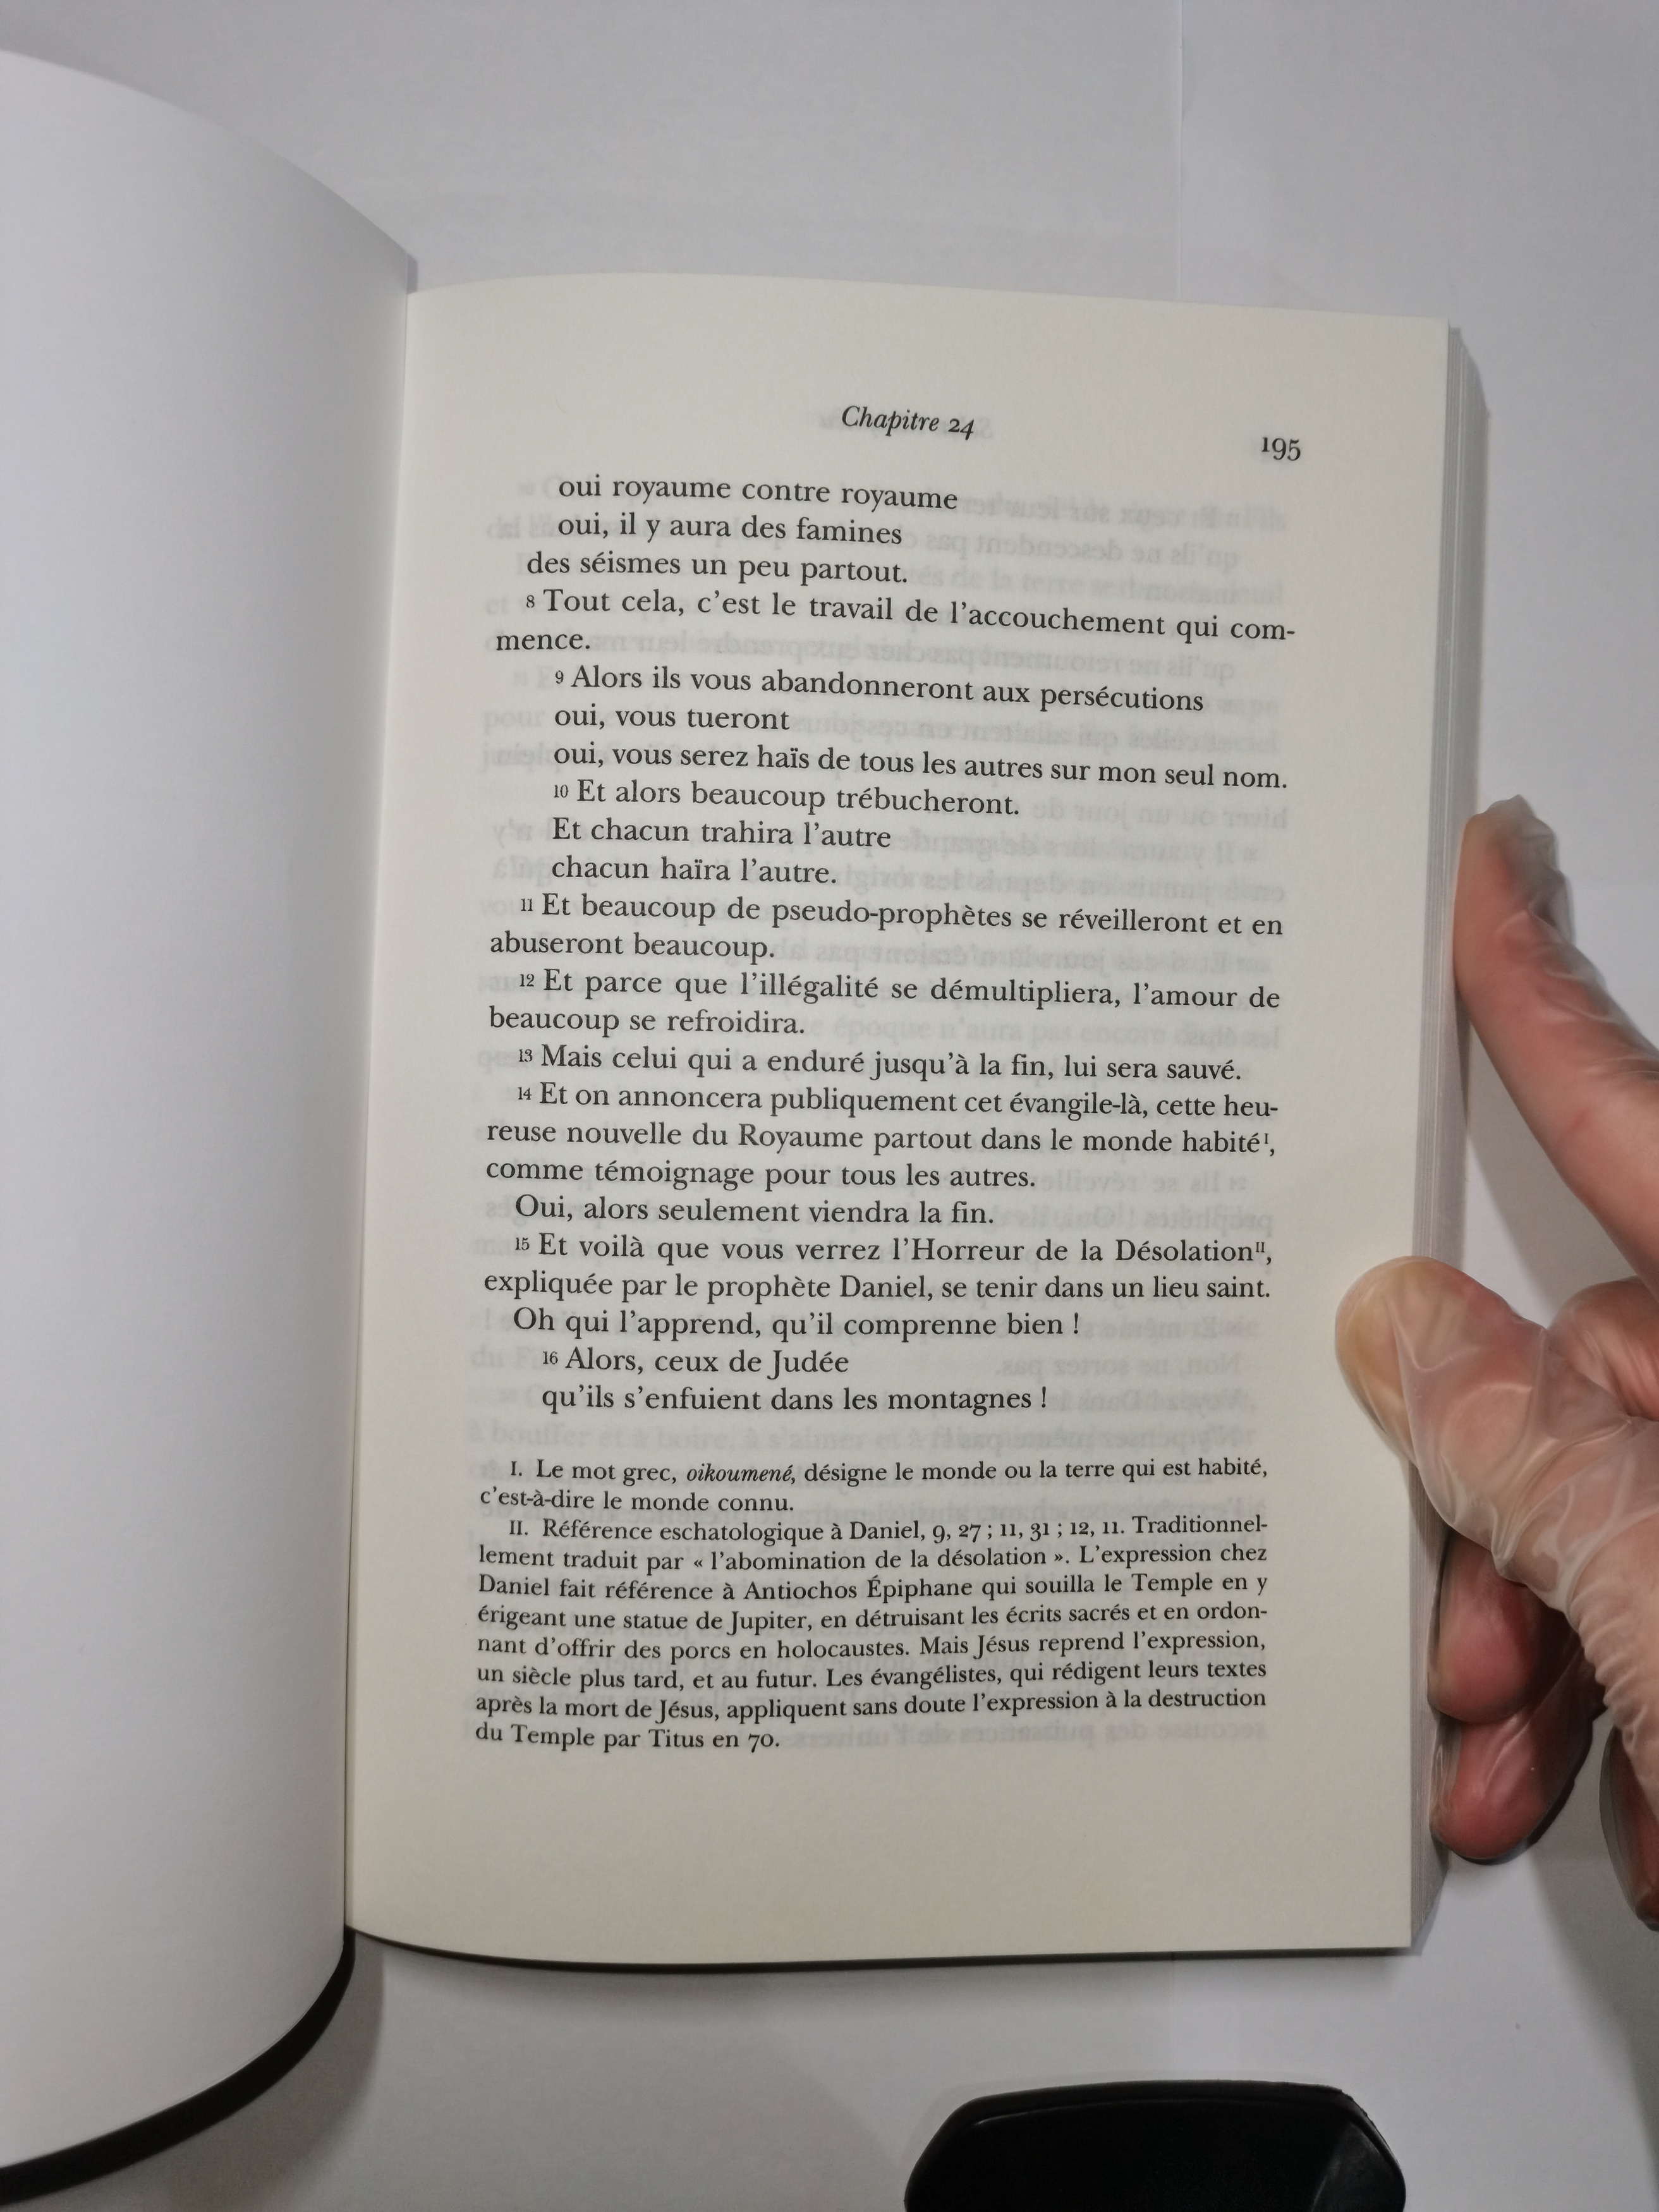 Chapitre 24
195
oui royaume contre royaume
oui, il y aura des famines
des séismes un peu partout.
8 Tout cela, c'est le travail de l'accouchement qui com-
mence.
9 Alors ils vous abandonneront aux persécutions
oui, vous tueront
oui, vous serez haïs de tous les autres sur mon seul nom.
10 Et alors beaucoup trébucheront.
Et chacun trahira l'autre
chacun haïra l'autre.
11 Et beaucoup de pseudo-prophètes se réveilleront et en
abuseront beaucoup.
12 Et parce que l'illégalité se démultipliera, l'amour de
beaucoup se refroidira.
13 Mais celui qui a enduré jusqu'à la fin, lui sera sauvé.
14 Et on annoncera publiquement cet évangile-là, cette heu-
reuse nouvelle du Royaume partout dans le monde habité I,
comme témoignage pour tous les autres.
Oui, alors seulement viendra la fin.
15 Et voilà que vous verrez l'Horreur de la Désolation II,
expliquée par le prophète Daniel, se tenir dans un lieu saint.
Oh qui l'apprend, qu'il comprenne bien !
16 Alors, ceux de Judée
qu'ils s'enfuient dans les montagnes !
I. Le mot grec, oikoumené, désigne le monde ou la terre qui est habité,
c'est-à-dire le monde connu.
II. Référence eschatologique à Daniel, 9, 27 ; 11, 31 ; 12, 11. Traditionnel-
lement traduit par « l'abomination de la désolation ». L'expression chez
Daniel fait référence à Antiochos Épiphane qui souilla le Temple en y
érigeant une statue de Jupiter, en détruisant les écrits sacrés et en ordon-
nant d'offrir des porcs en holocaustes. Mais Jésus reprend l'expression,
un siècle plus tard, et au futur. Les évangélistes, qui rédigent leurs textes
après la mort de Jésus, appliquent sans doute l'expression à la destruction
du Temple par Titus en 70.